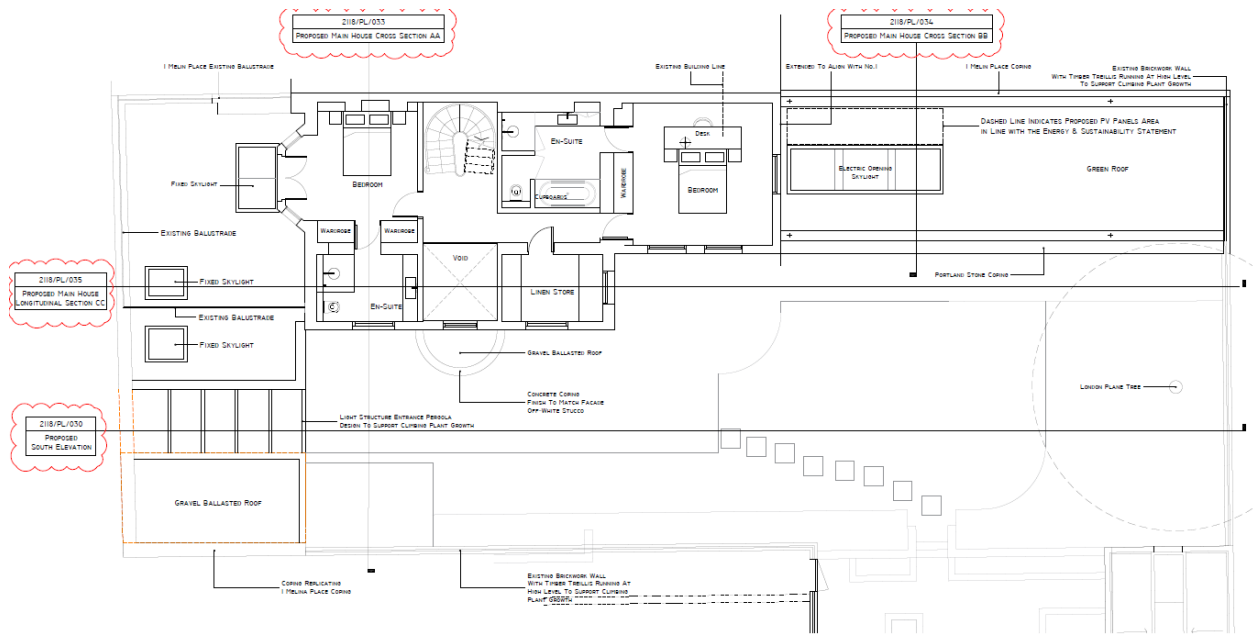 2118/PL/033
Proposed Main House Cross Section AA
2118/PL/034
Proposed Main House Cross Section BB
1 Melin Place Existing Balustrade
Existing Building Line
Extended To Align With No.1
1 Melin Place Coping
Existing Brickwork Wall
With Timber Treillis Running At High Level
To Support Climbing Plant Growth
Dashed Line Indicates Proposed PV Panels Area
in Line with the Energy & Sustainability Statement
Desk
En-Suite
Electric Opening
Skylight
Green Roof
Fixed Skylight
Bedroom
Cupboards
Wardrobe
Bedroom
Existing Balustrade
Wardrobe
Wardrobe
Void
Portland Stone Coping
2118/PL/035
Proposed Main House
Longitudinal Section CC
Fixed Skylight
Linen Store
En-Suite
Existing Balustrade
Fixed Skylight
Gravel Ballasted Roof
London Plane Tree
Concrete Coping
Finish To Match Facade
Off-White Stucco
2118/PL/030
Proposed
South Elevation
Light Structure Entrance Pergola
Design To Support Climbing Plant Growth
Gravel Ballasted Roof
Coping Replicating
1 Melina Place Coping
Existing Brickwork Wall
With Timber Treillis Running At
High Level To Support Climbing
Plant Growth